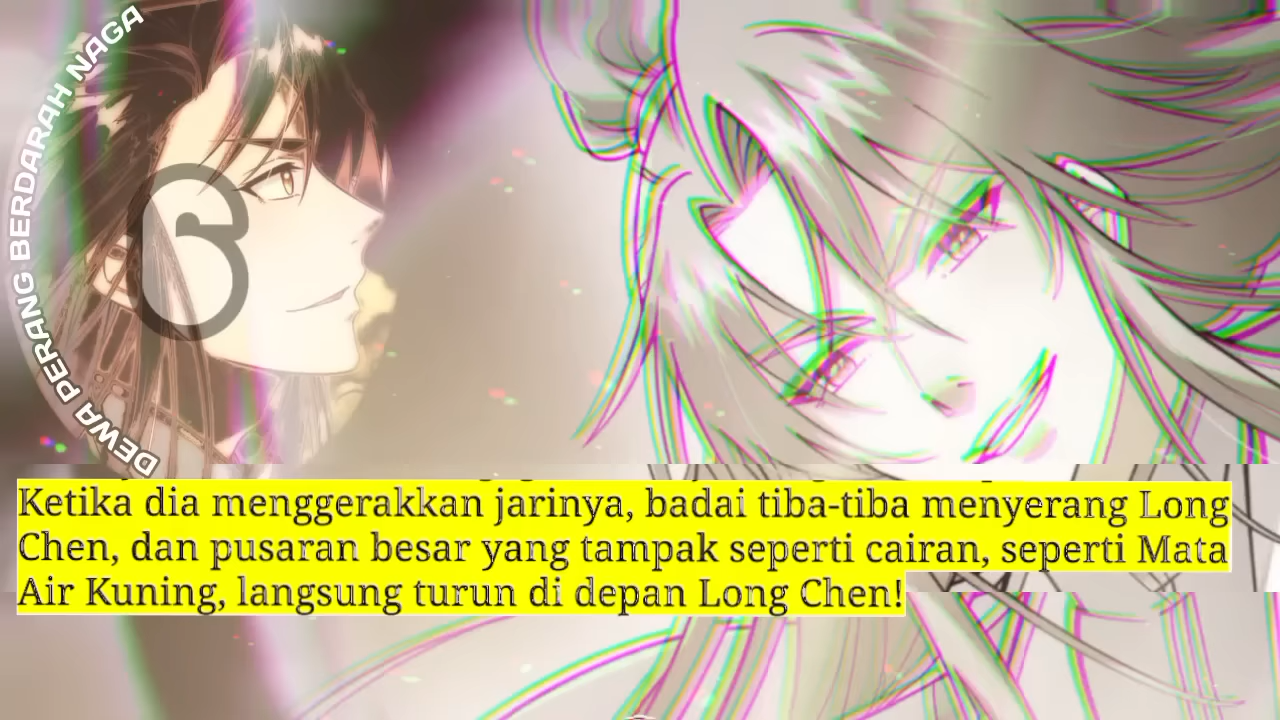 DEWA PERANG BERDARAH NAGA
6
Ketika dia menggerakkan jarinya, badai tiba-tiba menyerang Long
Chen, dan pusaran besar yang tampak seperti cairan, seperti Mata
Air Kuning, langsung turun di depan Long Chen!